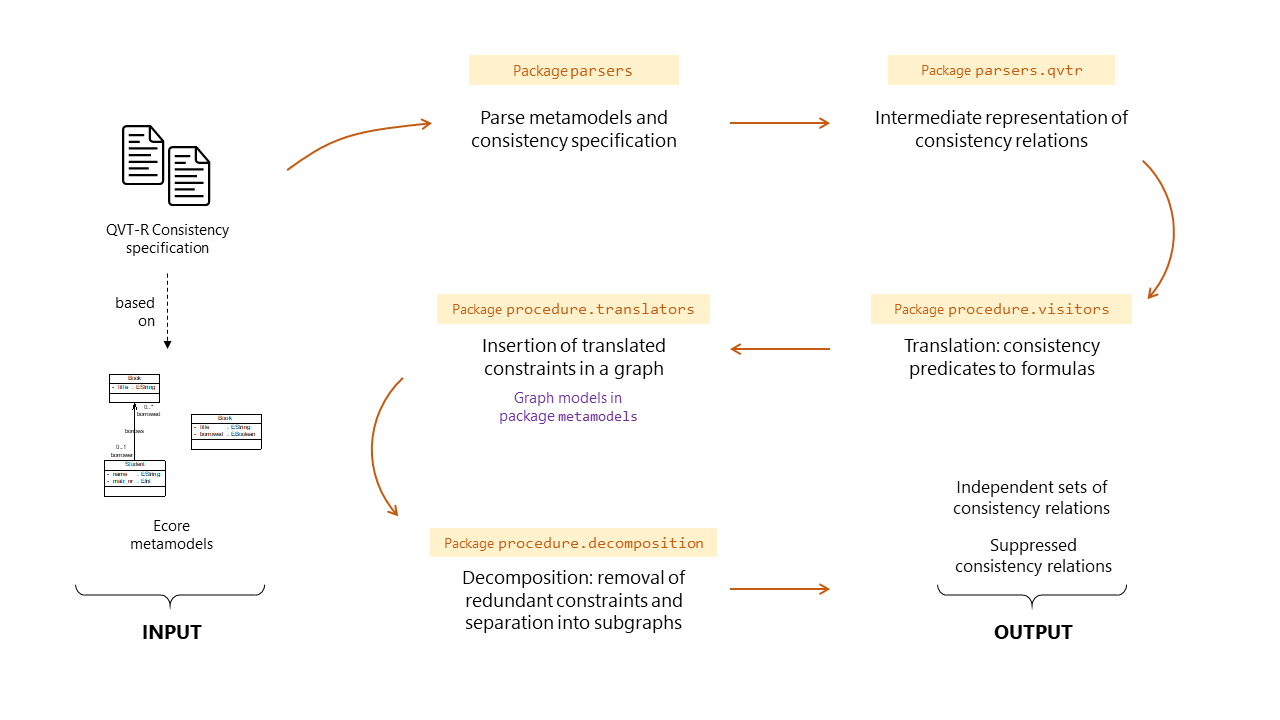 Package parsers
Package parsers.qvtr
Parse metamodels and
consistency specification
Intermediate representation of
consistency relations
QVT-R Consistency
specification
based
on
Package procedure.translators
Package procedure.visitors
Insertion of translated
constraints in a graph
Translation: consistency
predicates to formulas
Graph models in
package metamodels
Book
- title : EString
0..*
borrowed
borrows
0..1
borrower
Student
- name : EString
Book
- title : EString
- borrowed : EBoolean
Ecore
metamodels
Independent sets of
consistency relations
Suppressed
consistency relations
Package procedure.decomposition
Decomposition: removal of
redundant constraints and
separation into subgraphs
INPUT
OUTPUT